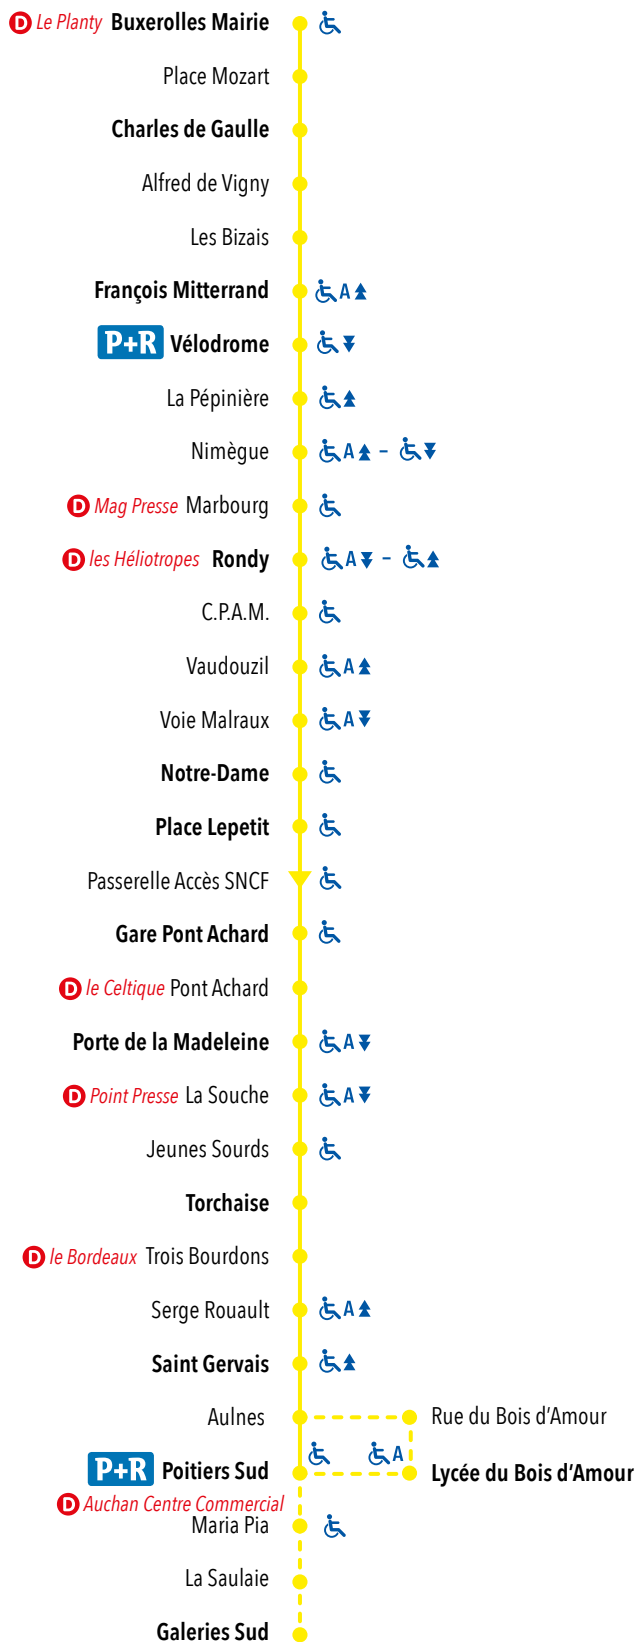 D Le Planty Buxerolles Mairie
Place Mozart
Charles de Gaulle
Alfred de Vigny
Les Bizais
François Mitterrand A
P+R Vélodrome
La Pépinière
Nimègue A –
D Mag Presse Marbourg
D les Héliotropes Rondy A –
C.P.A.M.
Vaudouzil A
Voie Malraux A
Notre-Dame
Place Lepetit
Passerelle Accès SNCF
Gare Pont Achard
D le Celtique Pont Achard
Porte de la Madeleine A
D Point Presse La Souche A
Jeunes Sourds
Torchaise
D le Bordeaux Trois Bourdons
Serge Rouault A
Saint Gervais
Aulnes Rue du Bois d’Amour
A
P+R Poitiers Sud Lycée du Bois d’Amour
D Auchan Centre Commercial
Maria Pia
La Saulaie
Galeries Sud